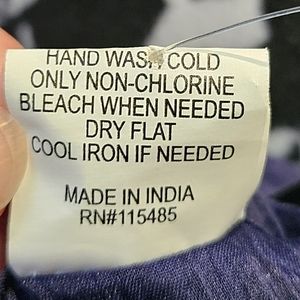 HAND WASH COLD
ONLY NON-CHLORINE
BLEACH WHEN NEEDED
DRY FLAT
COOL IRON IF NEEDED
MADE IN INDIA
RN#115485